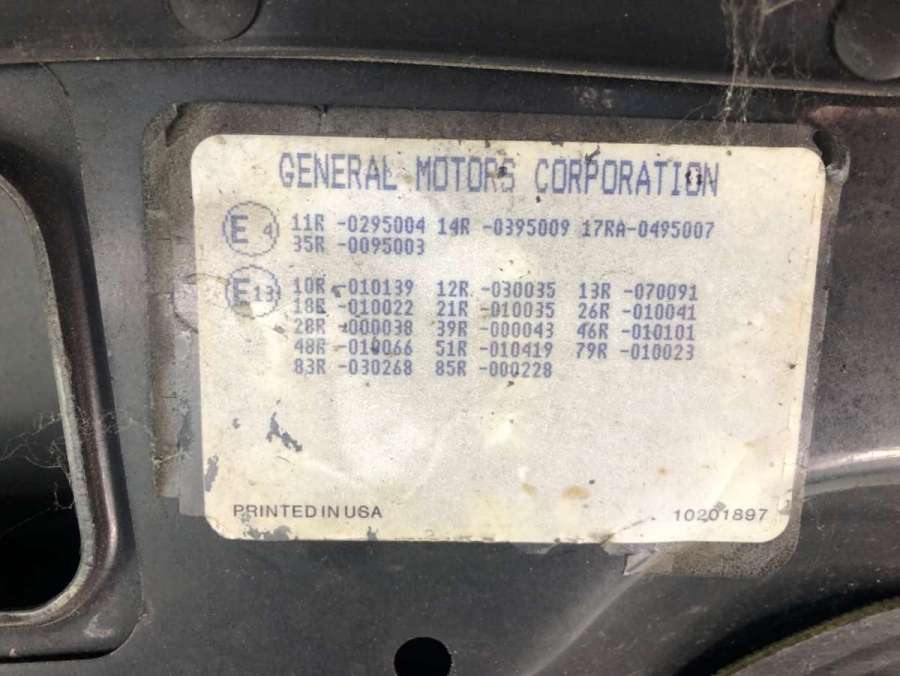 GENERAL MOTORS CORPORATION
E4 11R -0295004 14R -0395009 17RA-0495007
35R -0095003
E13 10R -010139 12R -030035 13R -070091
18R -010022 21R -010035 26R -010041
28R -000038 39R -000043 46R -010101
48R -010066 51R -010419 79R -010023
83R -030268 85R -000228
PRINTED IN USA 10201897